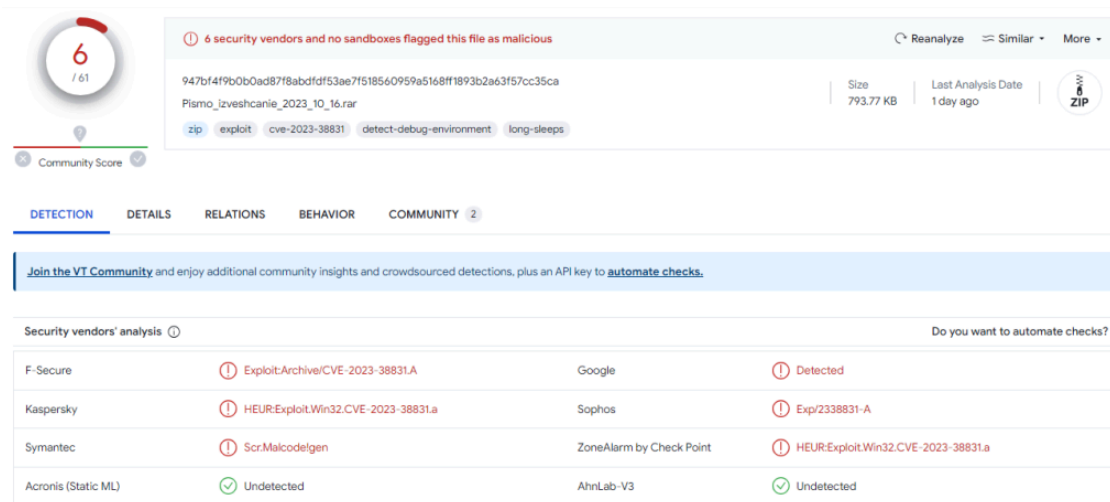 6
/ 61
Community Score
6 security vendors and no sandboxes flagged this file as malicious
Reanalyze
Similar
More
947bf4f9b0b0ad87f8abdfdf53ae7f518560959a5168ff1893b2a63f57cc35ca
Pismo_izveshcanie_2023_10_16.rar
zip
exploit
cve-2023-38831
detect-debug-environment
long-sleeps
Size
793.77 KB
Last Analysis Date
1 day ago
ZIP
DETECTION
DETAILS
RELATIONS
BEHAVIOR
COMMUNITY 2
Join the VT Community and enjoy additional community insights and crowdsourced detections, plus an API key to automate checks.
Security vendors' analysis
Do you want to automate checks?
F-Secure
Exploit:Archive/CVE-2023-38831.A
Google
Detected
Kaspersky
HEUR:Exploit.Win32.CVE-2023-38831.a
Sophos
Exp/2338831-A
Symantec
Scr.Malcode!gen
ZoneAlarm by Check Point
HEUR:Exploit.Win32.CVE-2023-38831.a
Acronis (Static ML)
Undetected
AhnLab-V3
Undetected